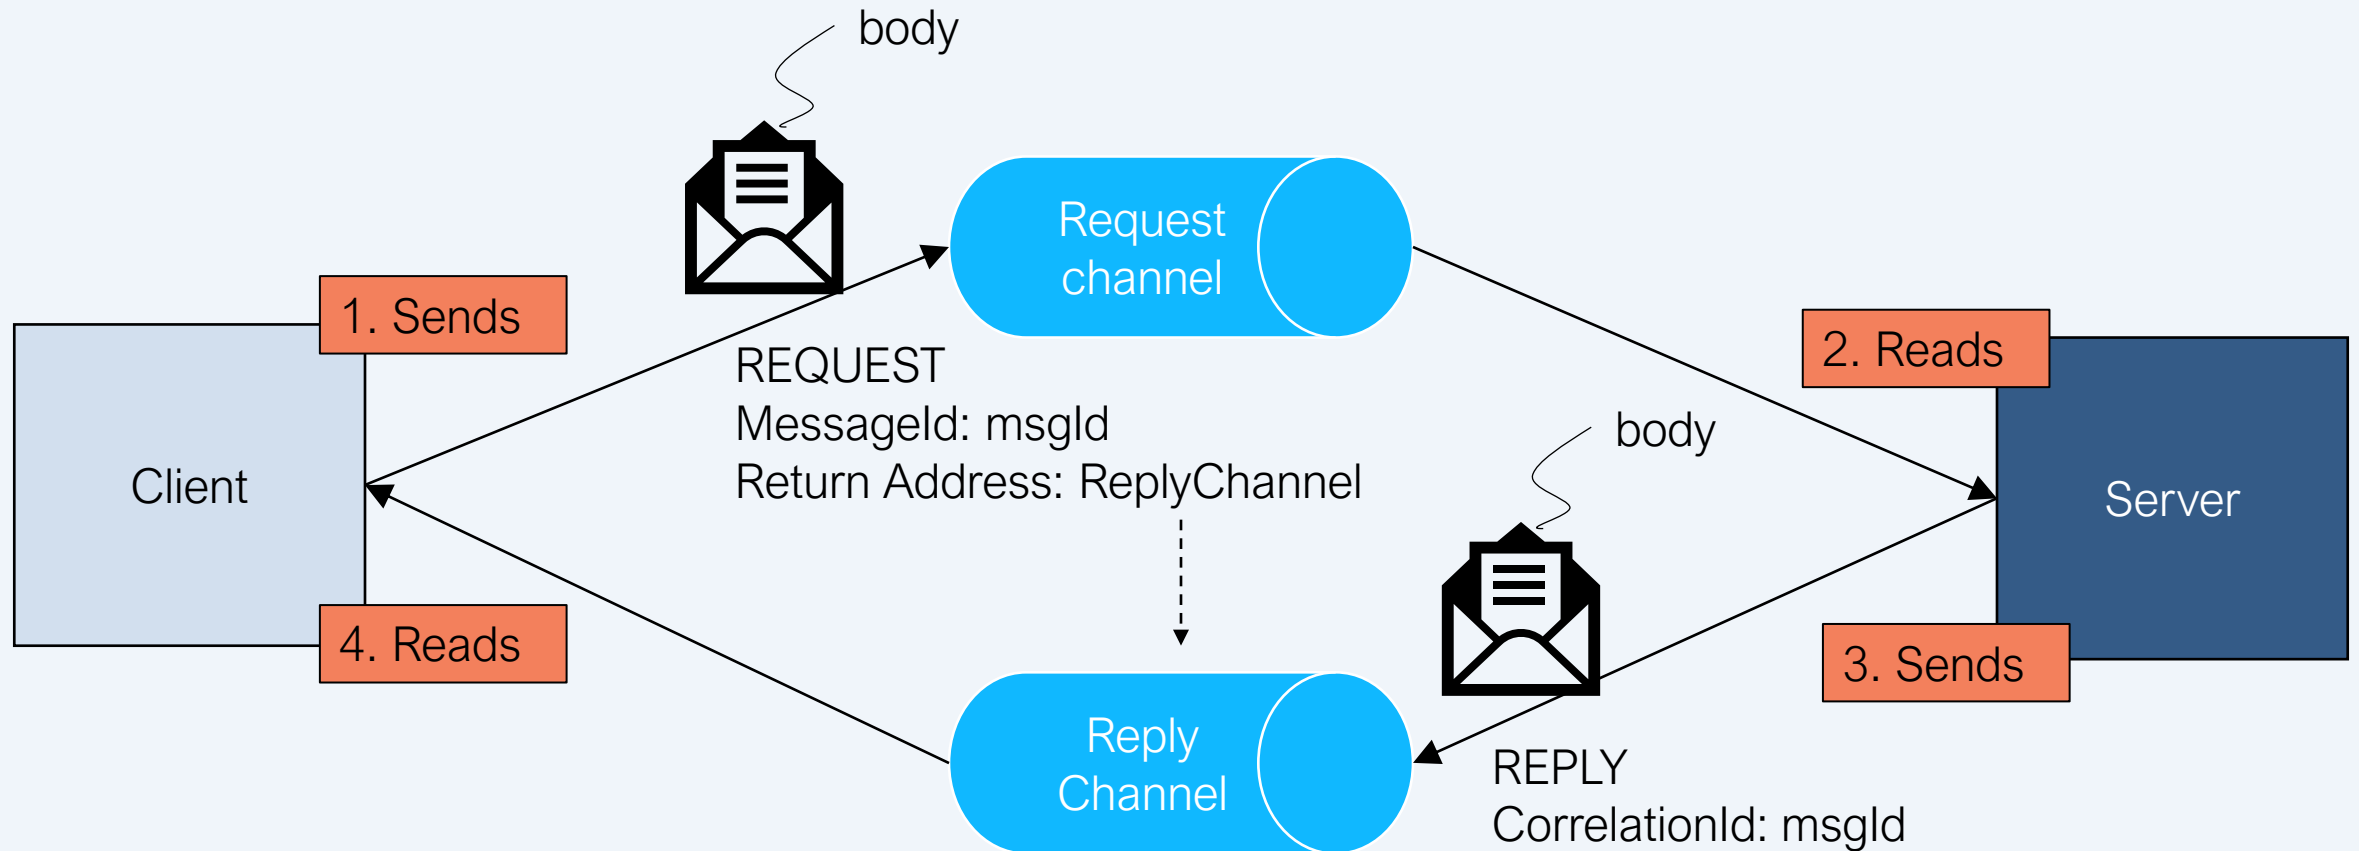 body
Request
channel
1. Sends
2. Reads
REQUEST
MessageId: msgId
Return Address: ReplyChannel
body
Client
Server
4. Reads
3. Sends
Reply
Channel
REPLY
CorrelationId: msgId